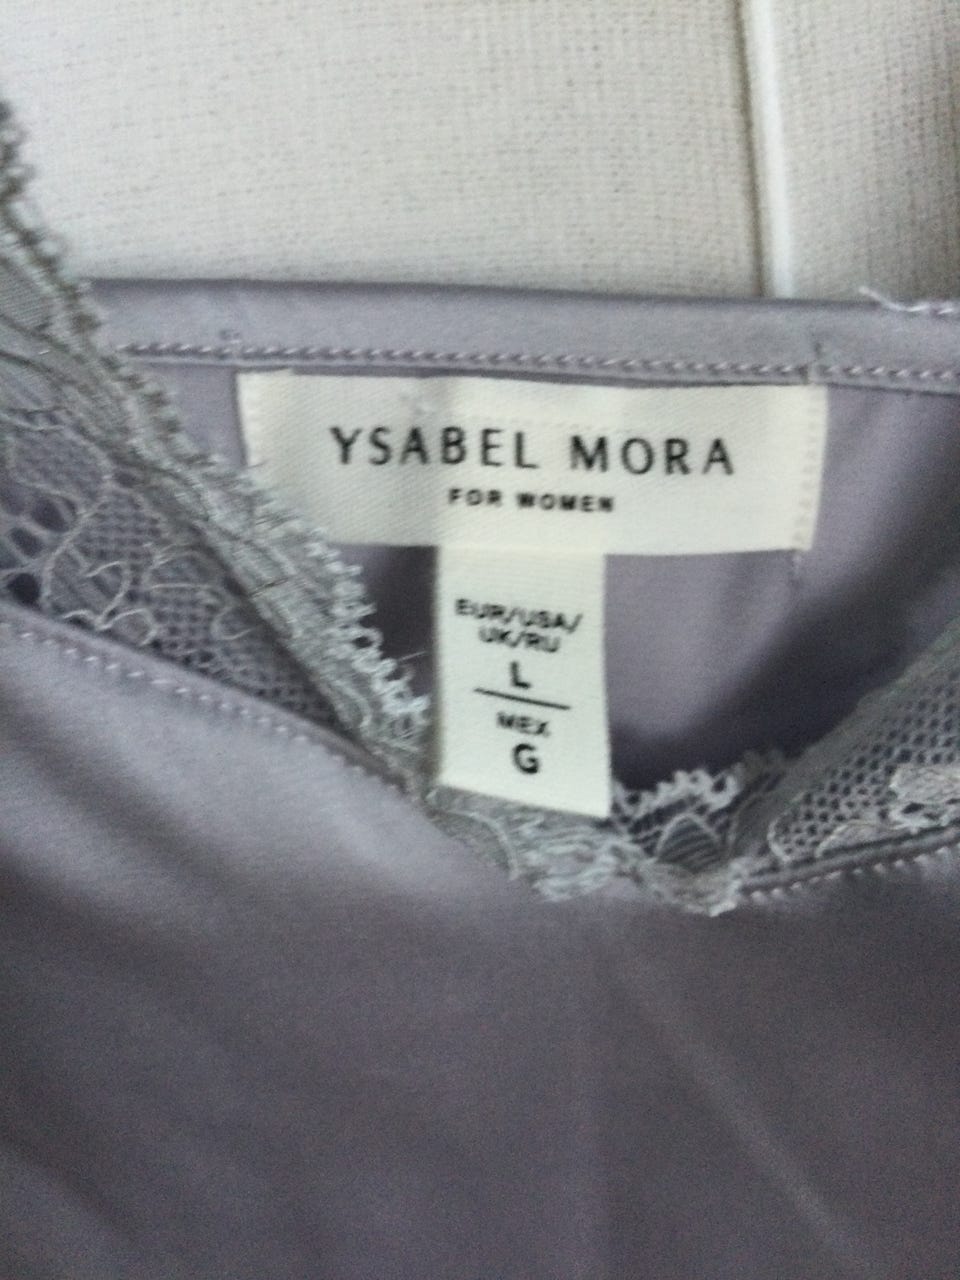 YSABEL MORA
FOR WOMEN
EUR/USA/
UK/RU
L
MEX
G